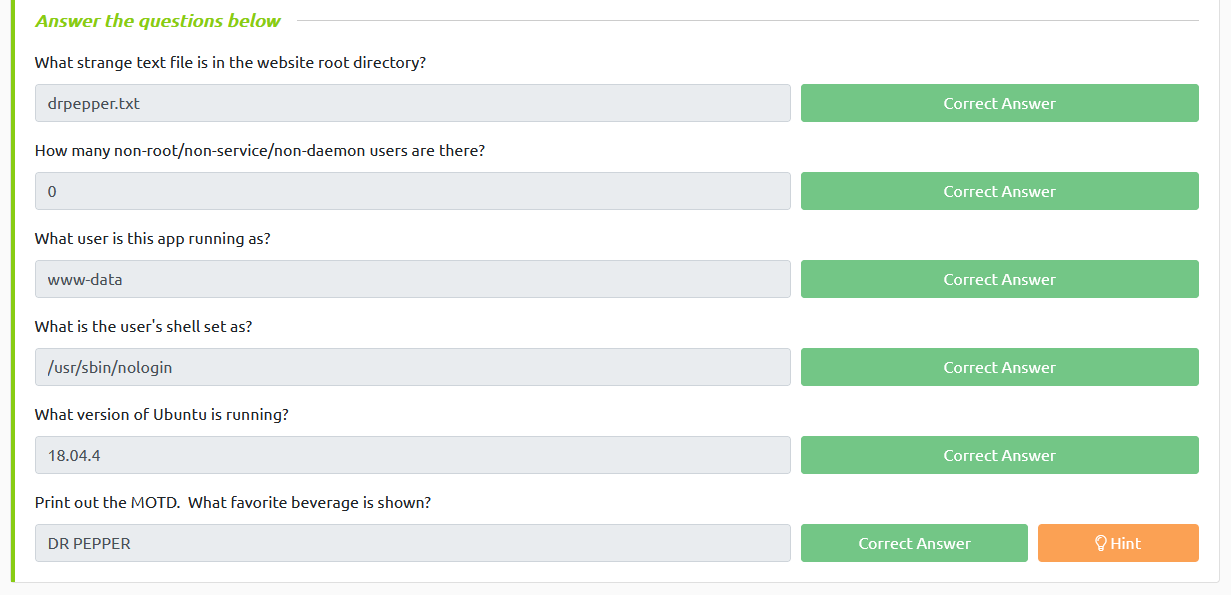 Answer the questions below
What strange text file is in the website root directory?
drpepper.txt
Correct Answer
How many non-root/non-service/non-daemon users are there?
0
Correct Answer
What user is this app running as?
www-data
Correct Answer
What is the user's shell set as?
/usr/sbin/nologin
Correct Answer
What version of Ubuntu is running?
18.04.4
Correct Answer
Print out the MOTD.  What favorite beverage is shown?
DR PEPPER
Correct Answer
Hint